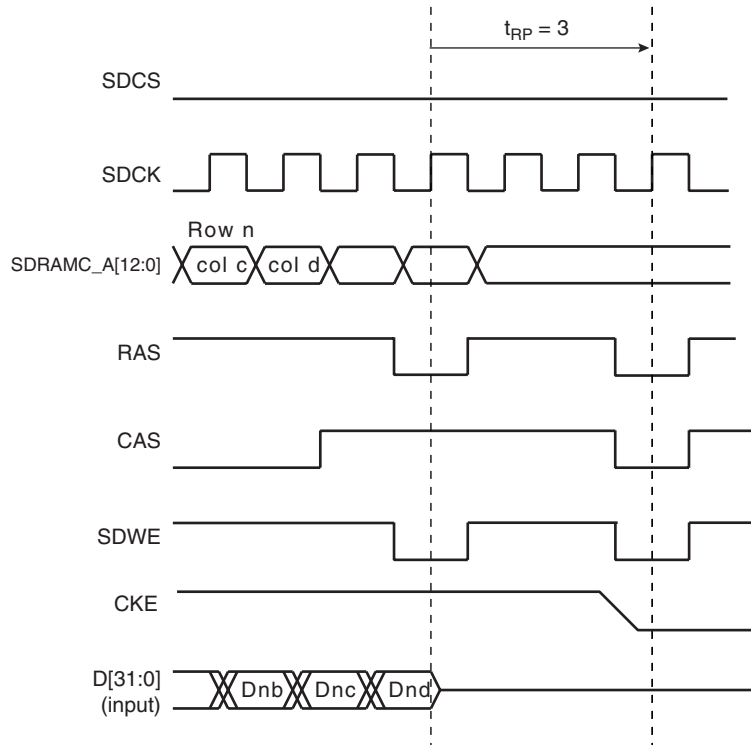 tRP = 3
SDCS
SDCK
Row n
SDRAMC_A[12:0]
col c
col d
RAS
CAS
SDWE
CKE
D[31:0]
(input)
Dnb
Dnc
Dnd